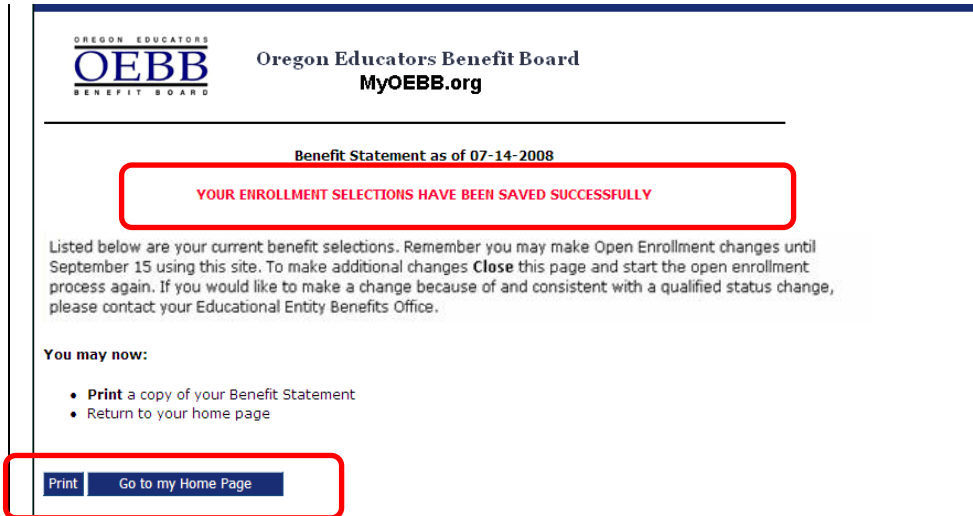 OREGON EDUCATORS
OEBB
BENEFIT BOARD
Oregon Educators Benefit Board
MyOEBB.org
Benefit Statement as of 07-14-2008
YOUR ENROLLMENT SELECTIONS HAVE BEEN SAVED SUCCESSFULLY
Listed below are your current benefit selections. Remember you may make Open Enrollment changes until
September 15 using this site. To make additional changes Close this page and start the open enrollment
process again. If you would like to make a change because of and consistent with a qualified status change,
please contact your Educational Entity Benefits Office.
You may now:
• Print a copy of your Benefit Statement
• Return to your home page
Print Go to my Home Page